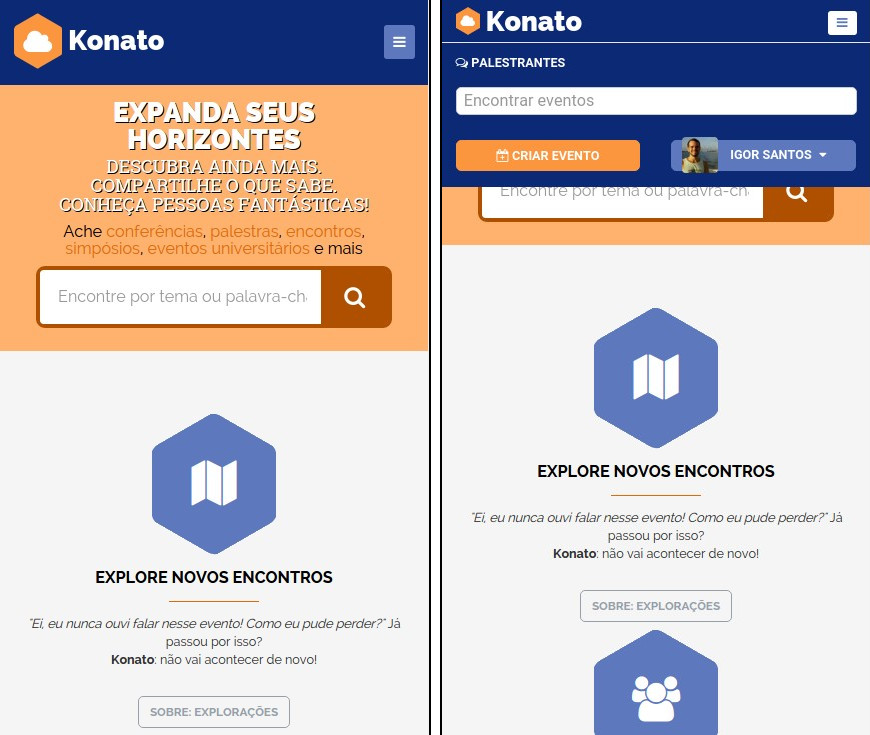 Konato
EXPANDA SEUS
HORIZONTES
DESCUBRA AINDA MAIS.
COMPARTILHE O QUE SABE.
CONHEÇA PESSOAS FANTÁSTICAS!
Ache conferências, palestras, encontros,
simpósios, eventos universitários e mais
Encontre por tema ou palavra-ch
EXPLORE NOVOS ENCONTROS
"Ei, eu nunca ouvi falar nesse evento! Como eu pude perder?" Já
passou por isso?
Konato: não vai acontecer de novo!
SOBRE: EXPLORAÇÕES
Konato
PALESTRANTES
Encontrar eventos
CRIAR EVENTO
IGOR SANTOS
Encontre por tema ou palavra-ch
EXPLORE NOVOS ENCONTROS
"Ei, eu nunca ouvi falar nesse evento! Como eu pude perder?" Já
passou por isso?
Konato: não vai acontecer de novo!
SOBRE: EXPLORAÇÕES